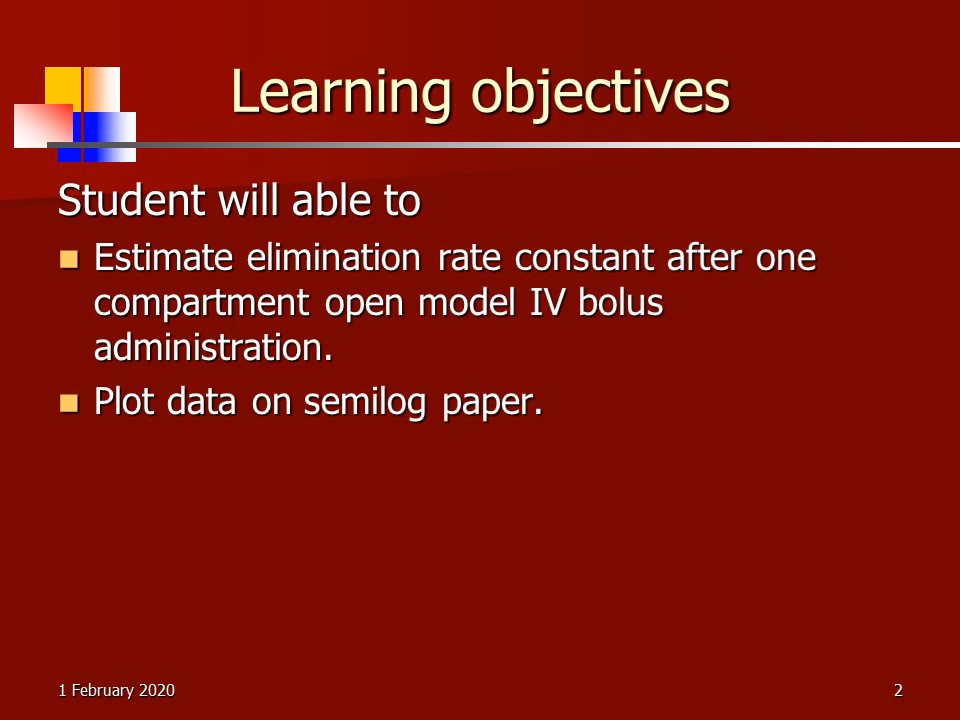 Learning objectives
Student will able to
Estimate elimination rate constant after one
compartment open model IV bolus
administration.
Plot data on semilog paper.
1 February 2020 2